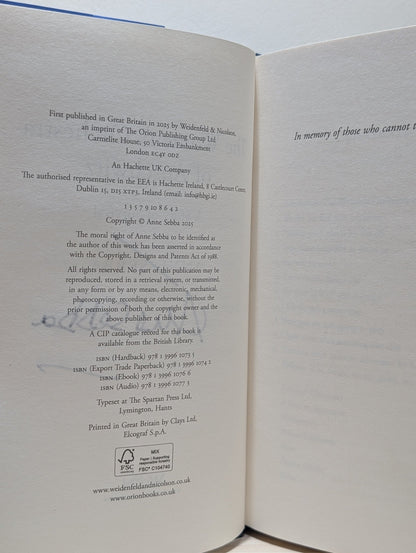 First published in Great Britain in 2025 by Weidenfeld & Nicolson,
an imprint of The Orion Publishing Group Ltd
Carmelite House, 50 Victoria Embankment
London EC4Y 0DZ
An Hachette UK Company
The authorised representative in the EEA is Hachette Ireland, 8 Castlecourt Centre,
Dublin 15, D15 XTP3, Ireland (email: info@hbgi.ie)
1 3 5 7 9 10 8 6 4 2
Copyright © Anne Sebba 2025
The moral right of Anne Sebba to be identified as
the author of this work has been asserted in accordance
with the Copyright, Designs and Patents Act of 1988.
All rights reserved. No part of this publication may be
reproduced, stored in a retrieval system, or transmitted,
in any form or by any means, electronic, mechanical,
photocopying, recording or otherwise, without the
prior permission of both the copyright owner and the
above publisher of this book.
A CIP catalogue record for this book is
available from the British Library.
ISBN (Hardback) 978 1 3996 1073 5
ISBN (Export Trade Paperback) 978 1 3996 1074 2
ISBN (Ebook) 978 1 3996 1076 6
ISBN (Audio) 978 1 3996 1077 3
Typeset at The Spartan Press Ltd,
Lymington, Hants
Printed in Great Britain by Clays Ltd,
Elcograf S.p.A.
FSC
MIX
Paper | Supporting
responsible forestry
FSC® C104740
www.weidenfeldandnicolson.co.uk
www.orionbooks.co.uk
In memory of those who cannot t